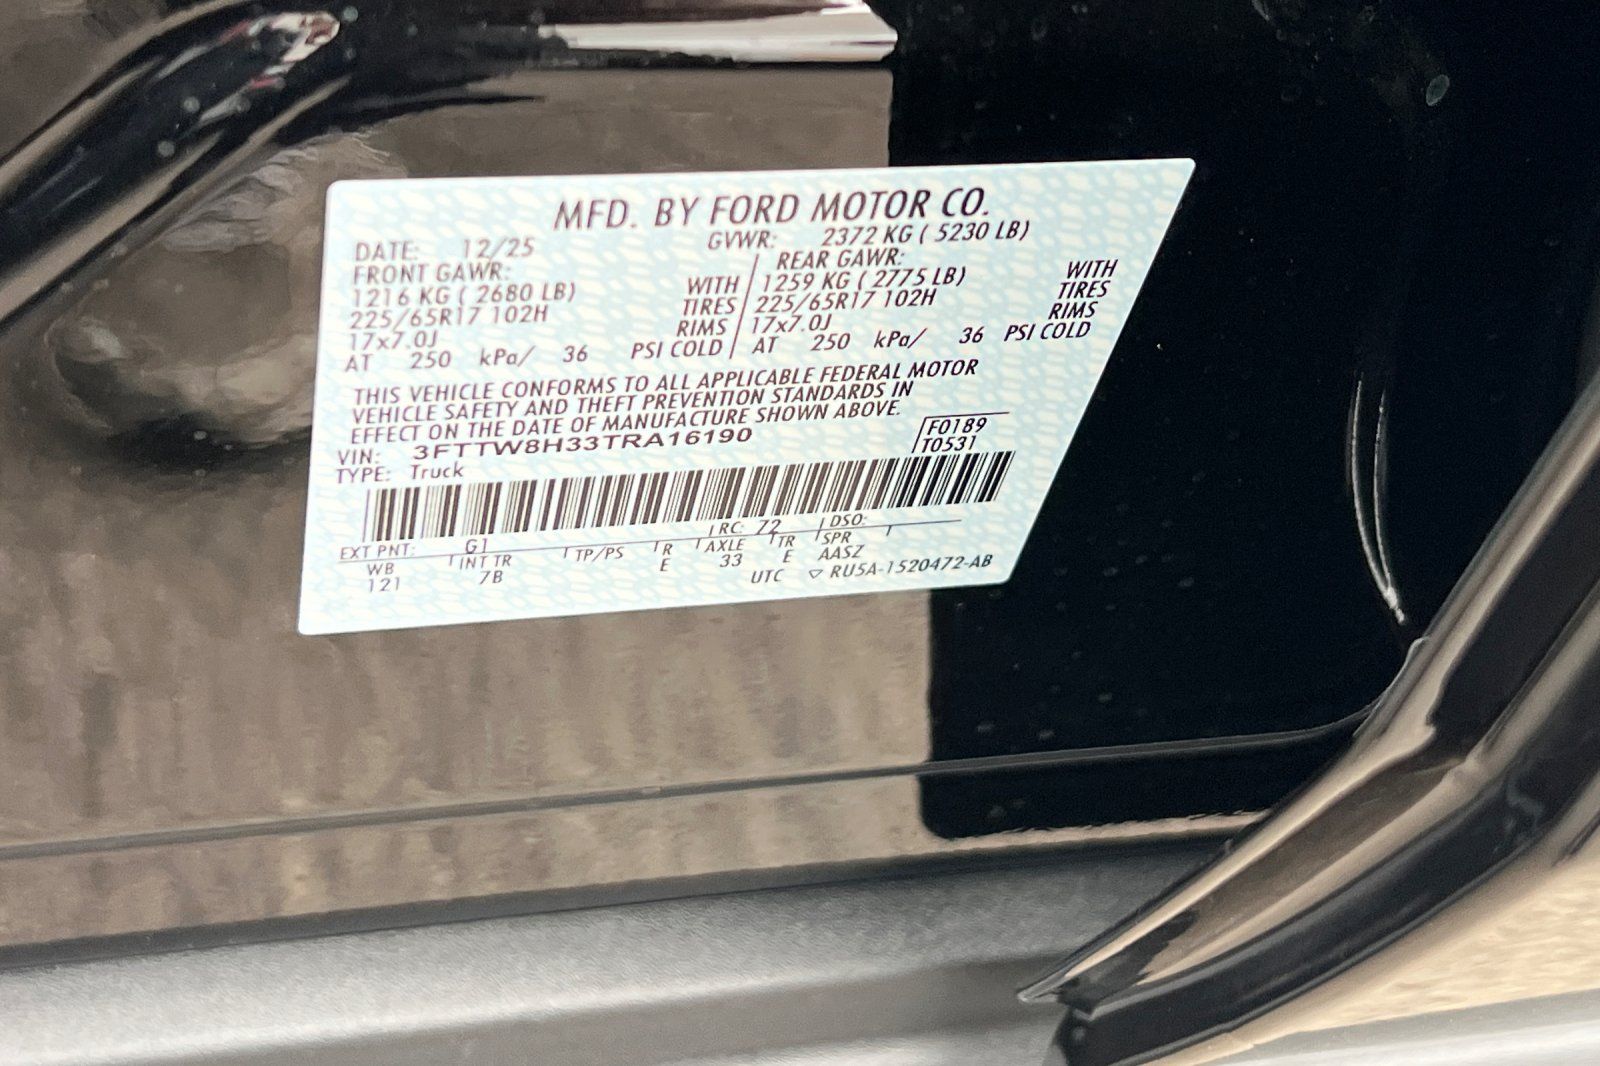 MFD. BY FORD MOTOR CO.
DATE: 12/25 GVWR: 2372 KG ( 5230 LB)
FRONT GAWR: REAR GAWR:
1216 KG ( 2680 LB) WITH 1259 KG ( 2775 LB) WITH
225/65R17 102H TIRES 225/65R17 102H TIRES
17x7.0J RIMS 17x7.0J RIMS
AT 250 kPa/ 36 PSI COLD AT 250 kPa/ 36 PSI COLD
THIS VEHICLE CONFORMS TO ALL APPLICABLE FEDERAL MOTOR
VEHICLE SAFETY AND THEFT PREVENTION STANDARDS IN
EFFECT ON THE DATE OF MANUFACTURE SHOWN ABOVE.
VIN: 3FTTW8H33TRA16190 F0189
TYPE: Truck T0531
EXT PNT: G1 RC: 72 DSO:
WB INT TR TP/PS R AXLE TR SPR
121 7B E 33 E AASZ
UTC ▽ RU5A-1520472-AB